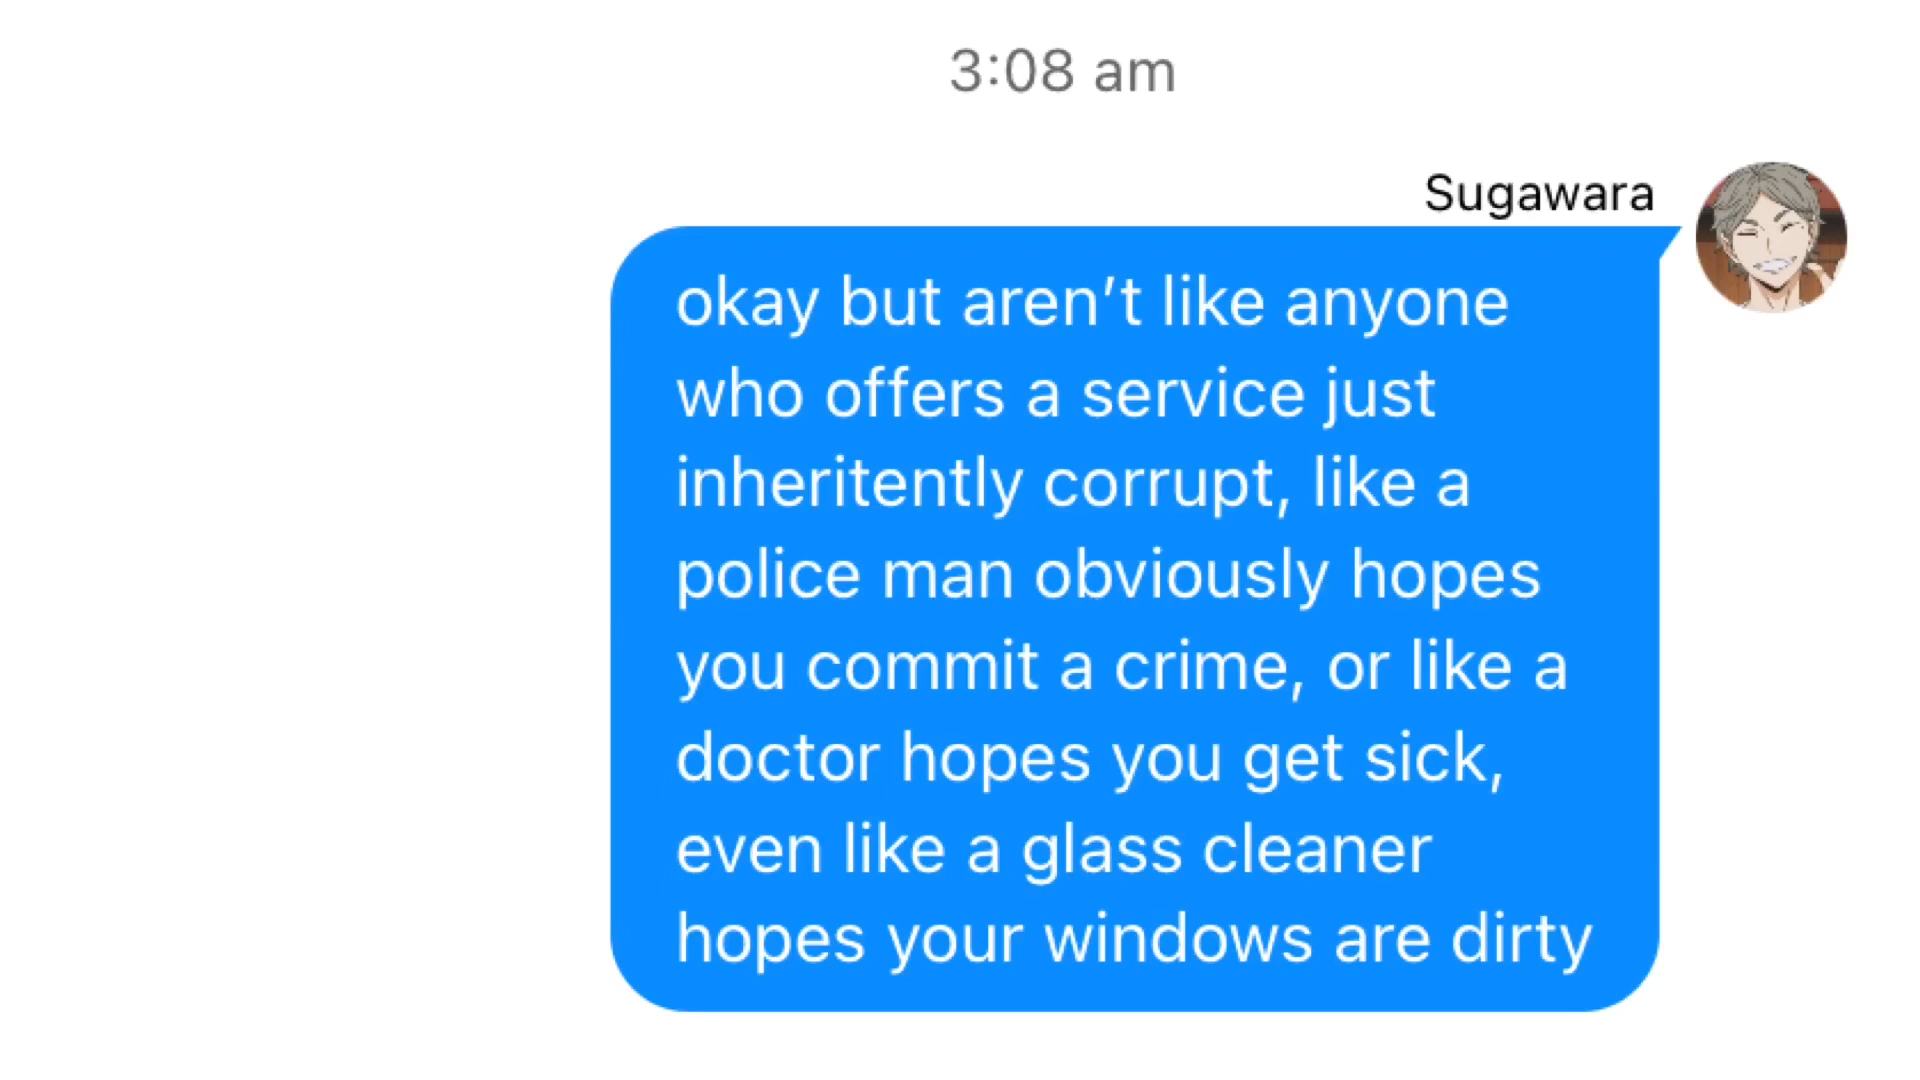 3:08 am
Sugawara
okay but aren’t like anyone
who offers a service just
inheritently corrupt, like a
police man obviously hopes
you commit a crime, or like a
doctor hopes you get sick,
even like a glass cleaner
hopes your windows are dirty